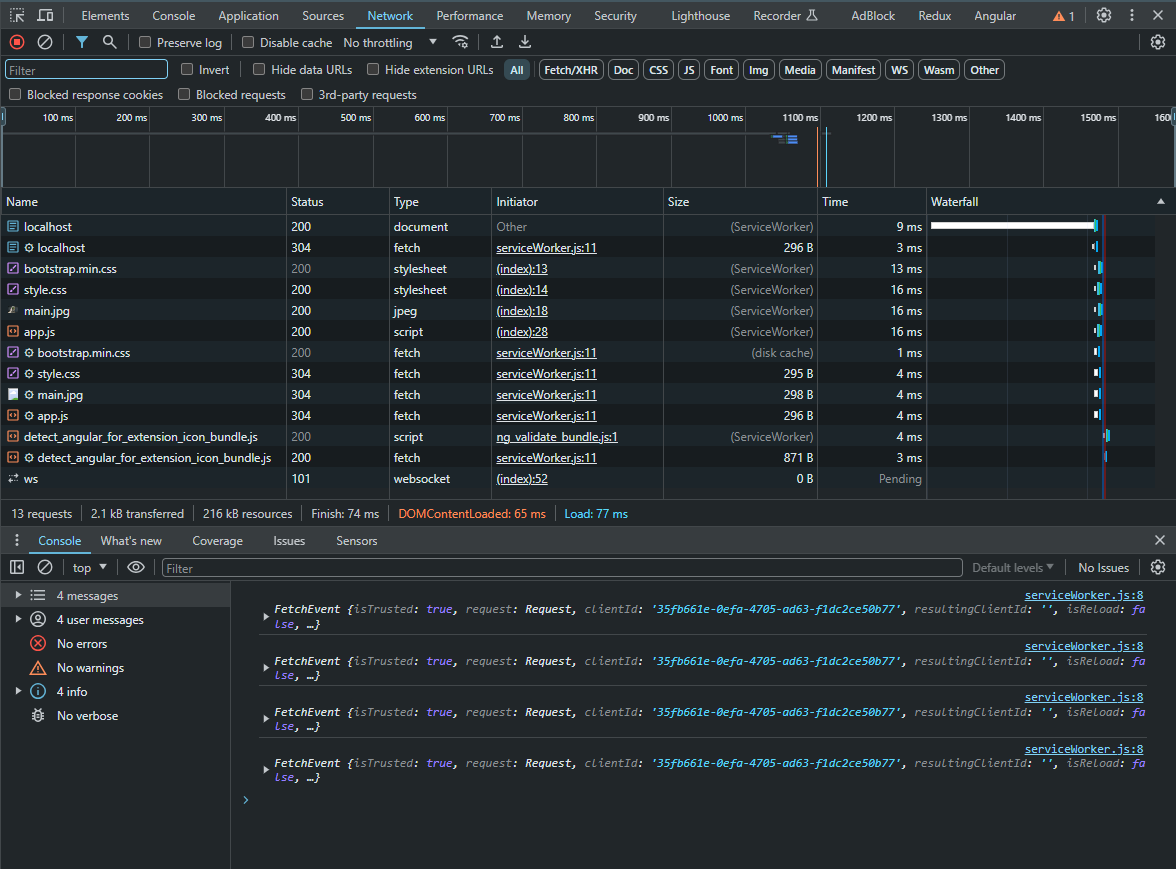 Elements Console Application Sources Network Performance Memory Security Lighthouse Recorder AdBlock Redux Angular 1
Preserve log Disable cache No throttling
Filter Invert Hide data URLs Hide extension URLs All Fetch/XHR Doc CSS JS Font Img Media Manifest WS Wasm Other
Blocked response cookies Blocked requests 3rd-party requests
100 ms 200 ms 300 ms 400 ms 500 ms 600 ms 700 ms 800 ms 900 ms 1000 ms 1100 ms 1200 ms 1300 ms 1400 ms 1500 ms 1600
Name Status Type Initiator Size Time Waterfall
localhost 200 document Other (ServiceWorker) 9 ms
localhost 304 fetch serviceWorker.js:11 296 B 3 ms
bootstrap.min.css 200 stylesheet (index):13 (ServiceWorker) 13 ms
style.css 200 stylesheet (index):14 (ServiceWorker) 16 ms
main.jpg 200 jpeg (index):18 (ServiceWorker) 16 ms
app.js 200 script (index):28 (ServiceWorker) 16 ms
bootstrap.min.css 200 fetch serviceWorker.js:11 (disk cache) 1 ms
style.css 304 fetch serviceWorker.js:11 295 B 4 ms
main.jpg 304 fetch serviceWorker.js:11 298 B 4 ms
app.js 304 fetch serviceWorker.js:11 296 B 4 ms
detect_angular_for_extension_icon_bundle.js 200 script ng_validate_bundle.js:1 (ServiceWorker) 4 ms
detect_angular_for_extension_icon_bundle.js 200 fetch serviceWorker.js:11 871 B 3 ms
ws 101 websocket (index):52 0 B Pending
13 requests 2.1 kB transferred 216 kB resources Finish: 74 ms DOMContentLoaded: 65 ms Load: 77 ms
Console What's new Coverage Issues Sensors
top Filter Default levels No Issues
4 messages
4 user messages
No errors
No warnings
4 info
No verbose
serviceWorker.js:8
FetchEvent {isTrusted: true, request: Request, clientId: '35fb661e-0efa-4705-ad63-f1dc2ce50b77', resultingClientId: '', isReload: fa
lse, …}
serviceWorker.js:8
FetchEvent {isTrusted: true, request: Request, clientId: '35fb661e-0efa-4705-ad63-f1dc2ce50b77', resultingClientId: '', isReload: fa
lse, …}
serviceWorker.js:8
FetchEvent {isTrusted: true, request: Request, clientId: '35fb661e-0efa-4705-ad63-f1dc2ce50b77', resultingClientId: '', isReload: fa
lse, …}
serviceWorker.js:8
FetchEvent {isTrusted: true, request: Request, clientId: '35fb661e-0efa-4705-ad63-f1dc2ce50b77', resultingClientId: '', isReload: fa
lse, …}